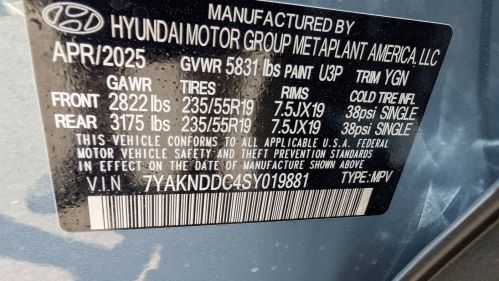 MANUFACTURED BY
HYUNDAI MOTOR GROUP METAPLANT AMERICA, LLC
APR/2025 GVWR 5831 lbs PAINT U3P TRIM YGN
GAWR TIRES RIMS COLD TIRE INFL
FRONT 2822 lbs 235/55R19 7.5JX19 38psi SINGLE
REAR 3175 lbs 235/55R19 7.5JX19 38psi SINGLE
THIS VEHICLE CONFORMS TO ALL APPLICABLE U.S.A FEDERAL
MOTOR VEHICLE SAFETY AND THEFT PREVENTION STANDARDS
IN EFFECT ON THE DATE OF MANUFACTURE SHOWN ABOVE.
V.I.N 7YAKNDDC4SY019881 TYPE: MPV